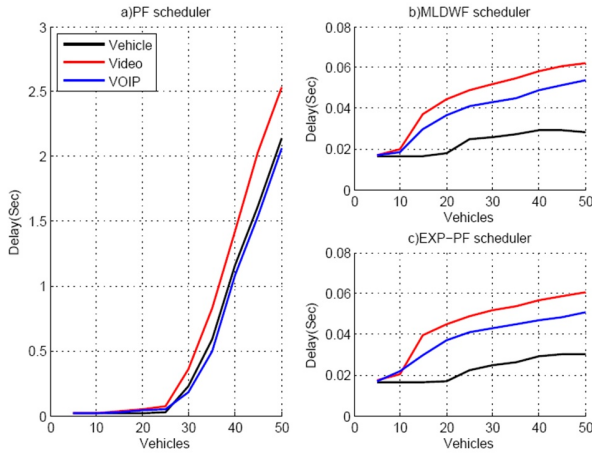 a)PF scheduler
3
2.5
2
1.5
1
0.5
0
Delay(Sec)
0 10 20 30 40 50
Vehicles
Vehicle
Video
VOIP
b)MLDWF scheduler
0.08
0.06
0.04
0.02
0
Delay(Sec)
0 10 20 30 40 50
Vehicles
c)EXP-PF scheduler
0.08
0.06
0.04
0.02
0
Delay(Sec)
0 10 20 30 40 50
Vehicles